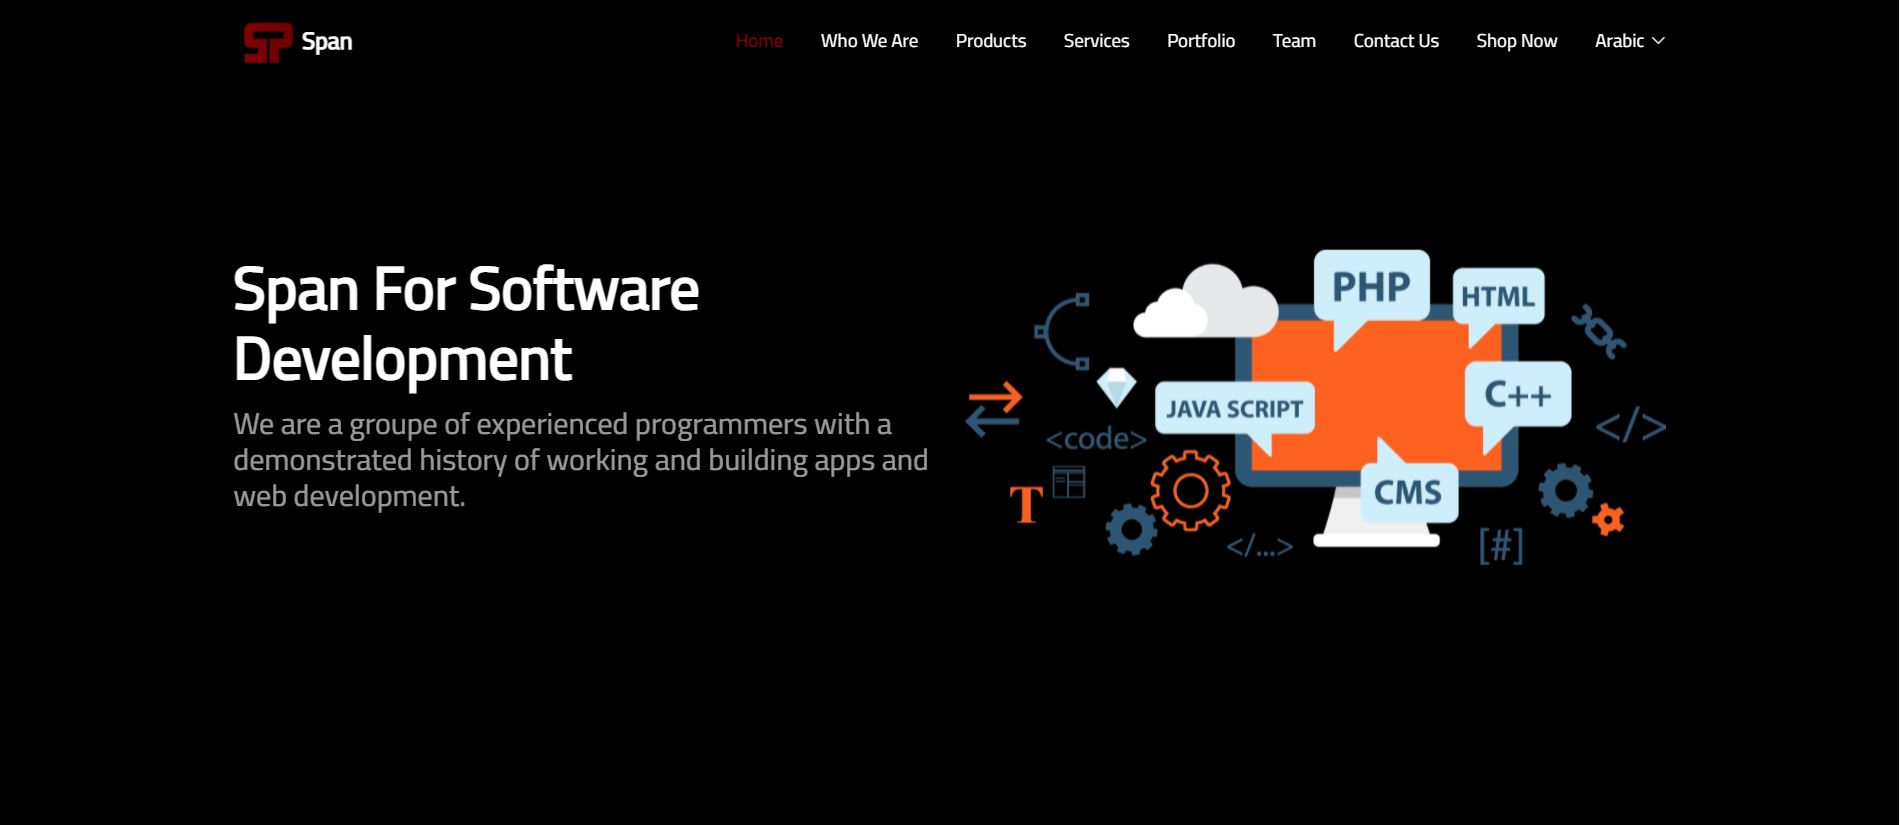 SP Span
Home Who We Are Products Services Portfolio Team Contact Us Shop Now Arabic
Span For Software
Development
We are a groupe of experienced programmers with a
demonstrated history of working and building apps and
web development.
PHP
HTML
C++
JAVA SCRIPT
</>
<code>
CMS
T
</...>
[#]